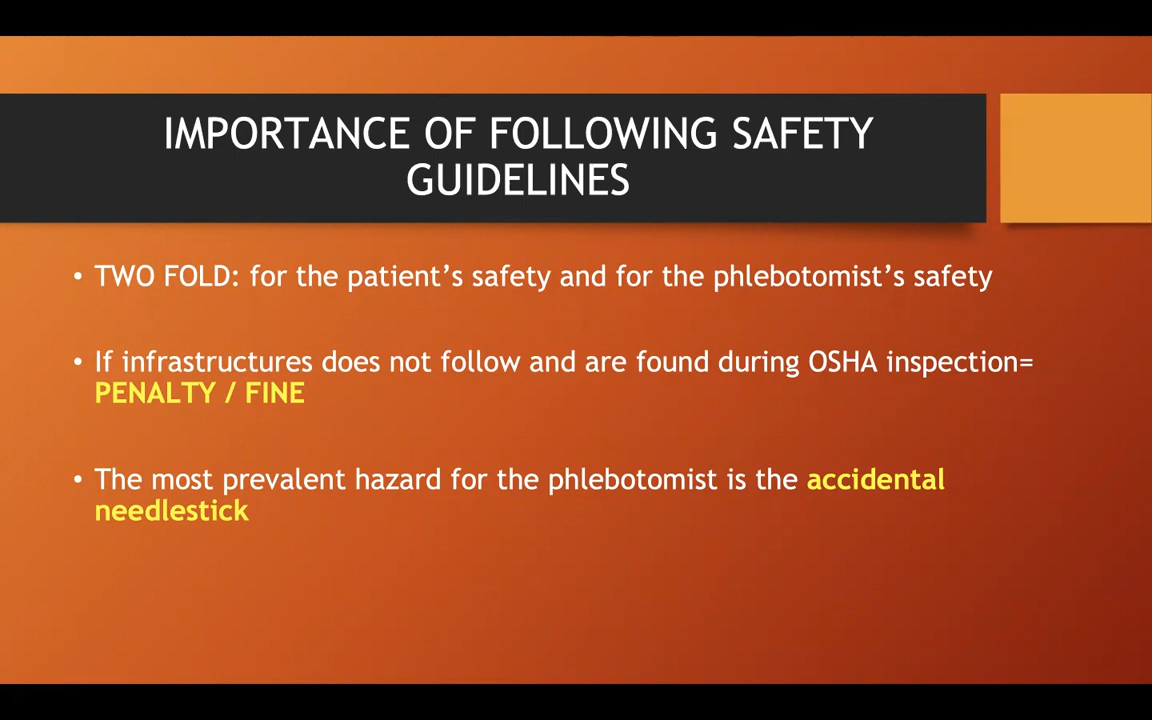 IMPORTANCE OF FOLLOWING SAFETY
GUIDELINES
• TWO FOLD: for the patient’s safety and for the phlebotomist’s safety
• If infrastructures does not follow and are found during OSHA inspection=
PENALTY / FINE
• The most prevalent hazard for the phlebotomist is the accidental
needlestick